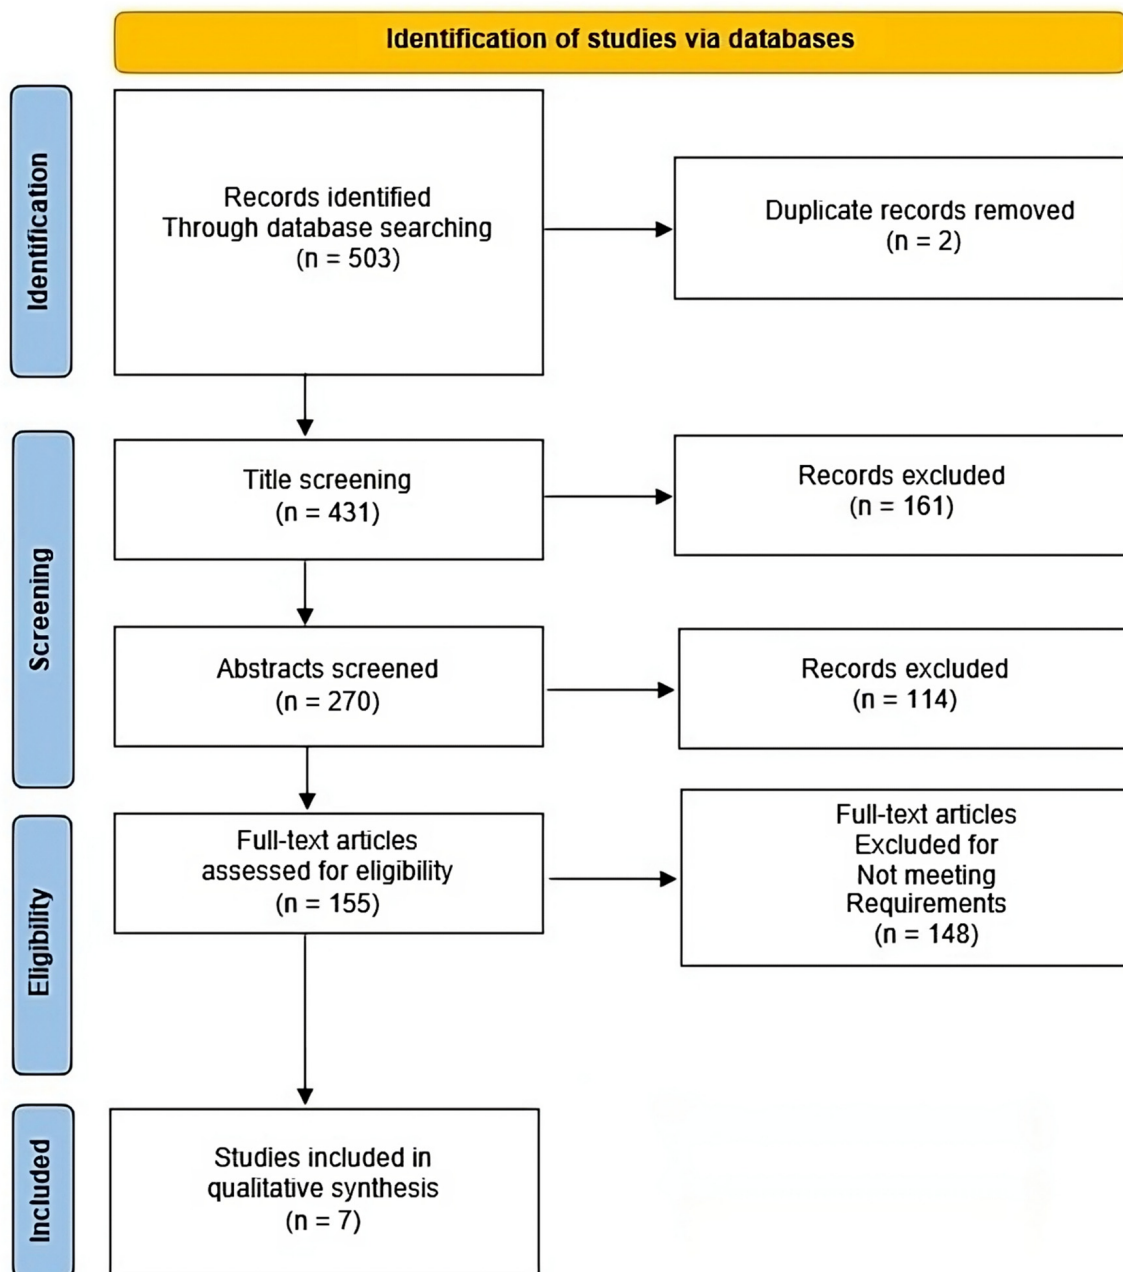 Identification of studies via databases
Identification
Records identified
Through database searching
(n = 503)
Duplicate records removed
(n = 2)
Screening
Title screening
(n = 431)
Records excluded
(n = 161)
Abstracts screened
(n = 270)
Records excluded
(n = 114)
Eligibility
Full-text articles
assessed for eligibility
(n = 155)
Full-text articles
Excluded for
Not meeting
Requirements
(n = 148)
Included
Studies included in
qualitative synthesis
(n = 7)